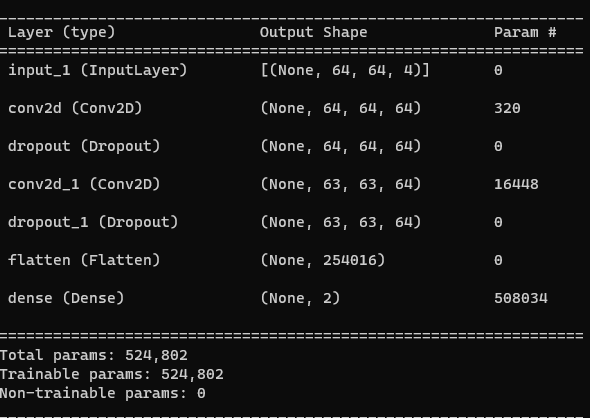 Layer (type) Output Shape Param #
input_1 (InputLayer) [(None, 64, 64, 4)] 0
conv2d (Conv2D) (None, 64, 64, 64) 320
dropout (Dropout) (None, 64, 64, 64) 0
conv2d_1 (Conv2D) (None, 63, 63, 64) 16448
dropout_1 (Dropout) (None, 63, 63, 64) 0
flatten (Flatten) (None, 254016) 0
dense (Dense) (None, 2) 508034
Total params: 524,802
Trainable params: 524,802
Non-trainable params: 0